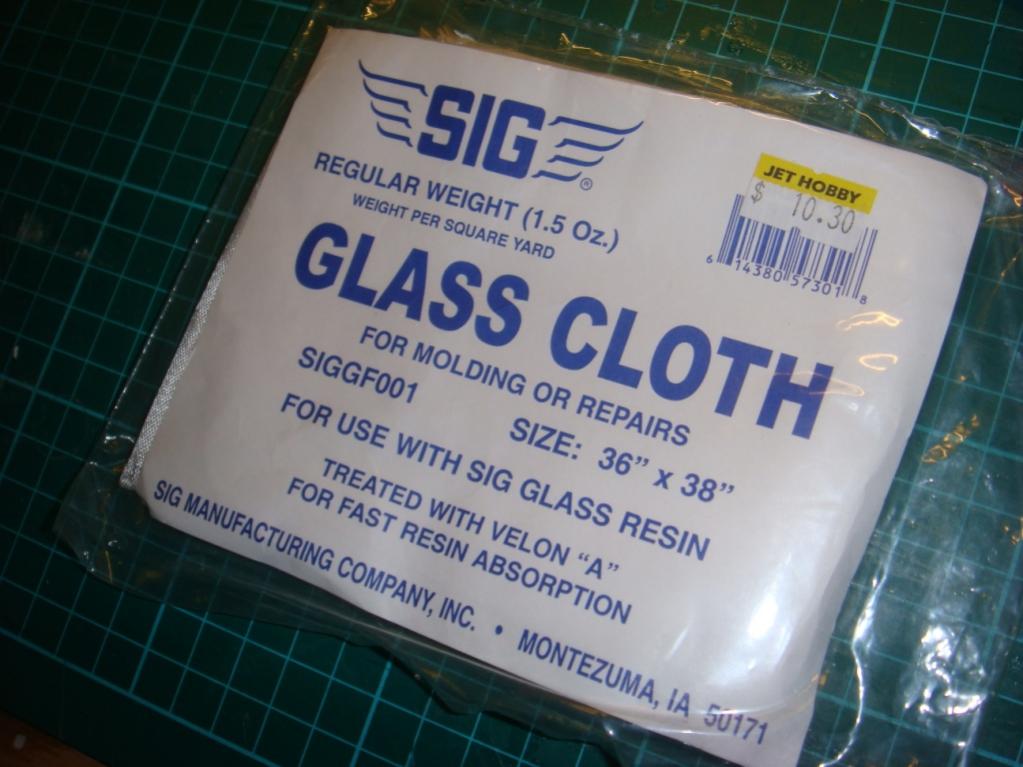 SIG®
REGULAR WEIGHT (1.5 Oz.)
WEIGHT PER SQUARE YARD
JET HOBBY
$ 10.30
6 14380 57301 8
GLASS CLOTH
FOR MOLDING OR REPAIRS
SIGGF001
SIZE: 36” x 38”
FOR USE WITH SIG GLASS RESIN
TREATED WITH VELON “A”
FOR FAST RESIN ABSORPTION
SIG MANUFACTURING COMPANY, INC. • MONTEZUMA, IA 50171